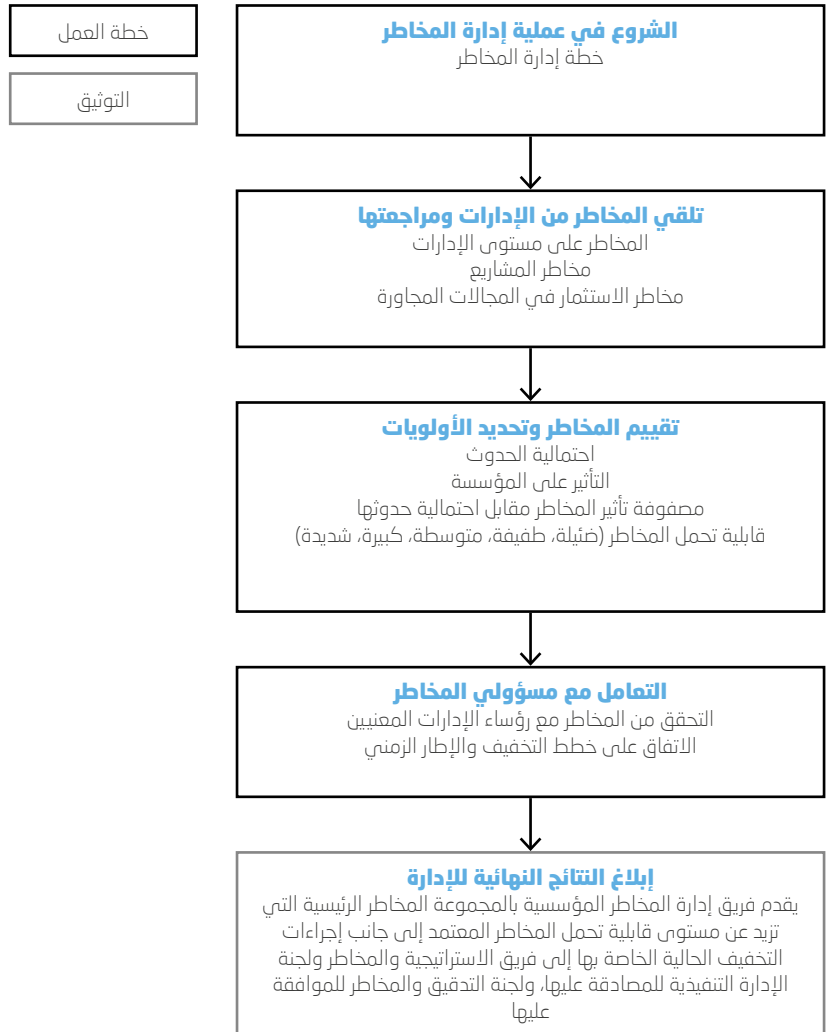 خطة العمل
التوثيق
الشروع في عملية إدارة المخاطر
خطة إدارة المخاطر
تلقي المخاطر من الإدارات ومراجعتها
المخاطر على مستوى الإدارات
مخاطر المشاريع
مخاطر الاستثمار في المجالات المجاورة
تقييم المخاطر وتحديد الأولويات
احتمالية الحدوث
التأثير على المؤسسة
مصفوفة تأثير المخاطر مقابل احتمالية حدوثها
قابلية تحمل المخاطر (ضئيلة، طفيفة، متوسطة، كبيرة، شديدة)
التعامل مع مسؤولي المخاطر
التحقق من المخاطر مع رؤساء الإدارات المعنيين
الاتفاق على خطط التخفيف والإطار الزمني
إبلاغ النتائج النهائية للإدارة
يقدم فريق إدارة المخاطر المؤسسية بالمجموعة المخاطر الرئيسية التي
تزيد عن مستوى قابلية تحمل المخاطر المعتمد إلى جانب إجراءات
التخفيف الحالية الخاصة بها إلى فريق الاستراتيجية والمخاطر ولجنة
الإدارة التنفيذية للمصادقة عليها، ولجنة التدقيق والمخاطر للموافقة
عليها